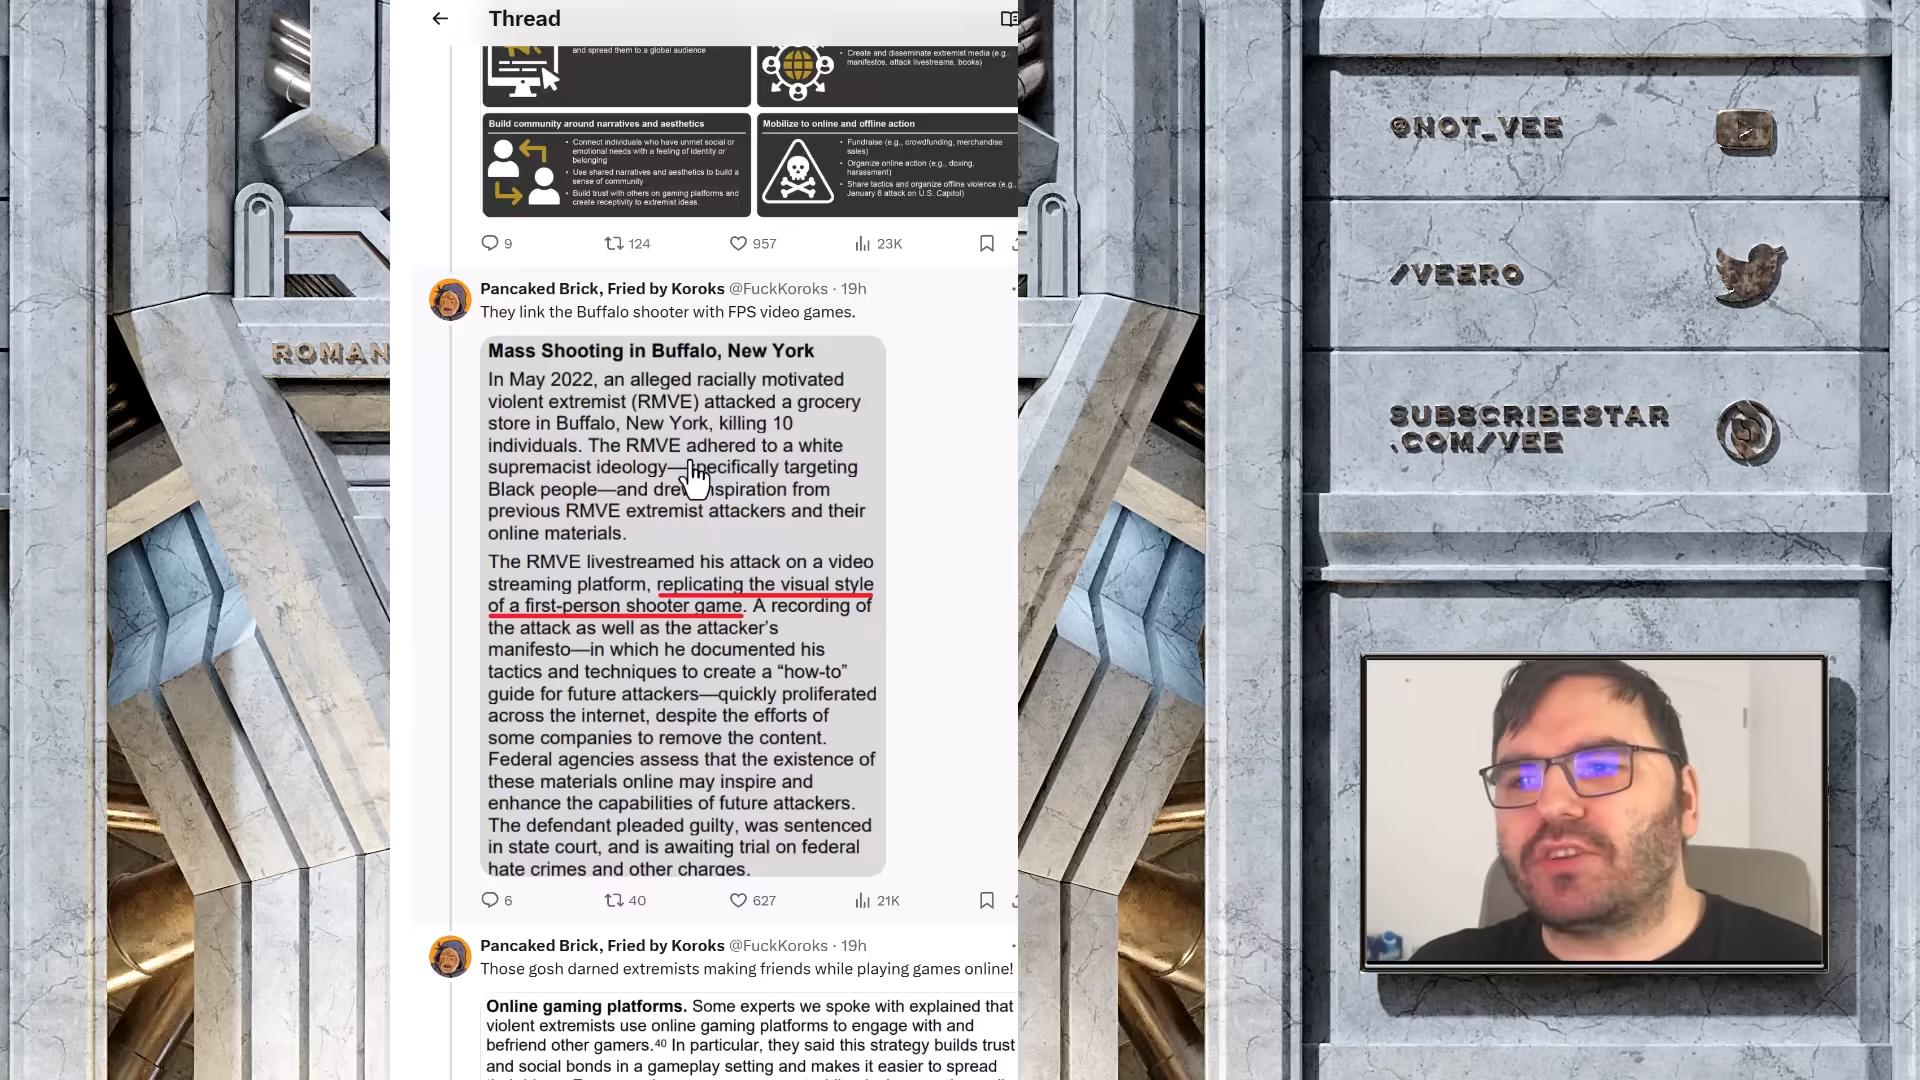 Thread
and spread them to a global audience
• Create and disseminate extremist media (e.g.,
manifestos, attack livestreams, books)
Build community around narratives and aesthetics
• Connect individuals who have unmet social or
emotional needs with a feeling of identity or
belonging
• Use shared narratives and aesthetics to build a
sense of community
• Build trust with others on gaming platforms and
create receptivity to extremist ideas.
Mobilize to online and offline action
• Fundraise (e.g., crowdfunding, merchandise
sales)
• Organize online action (e.g., doxing,
harassment)
• Share tactics and organize offline violence (e.g.,
January 6 attack on U.S. Capitol)
9 124 957 23K
Pancaked Brick, Fried by Koroks @FuckKoroks · 19h
They link the Buffalo shooter with FPS video games.
Mass Shooting in Buffalo, New York
In May 2022, an alleged racially motivated
violent extremist (RMVE) attacked a grocery
store in Buffalo, New York, killing 10
individuals. The RMVE adhered to a white
supremacist ideology—specifically targeting
Black people—and drew inspiration from
previous RMVE extremist attackers and their
online materials.
The RMVE livestreamed his attack on a video
streaming platform, replicating the visual style
of a first-person shooter game. A recording of
the attack as well as the attacker's
manifesto—in which he documented his
tactics and techniques to create a "how-to"
guide for future attackers—quickly proliferated
across the internet, despite the efforts of
some companies to remove the content.
Federal agencies assess that the existence of
these materials online may inspire and
enhance the capabilities of future attackers.
The defendant pleaded guilty, was sentenced
in state court, and is awaiting trial on federal
hate crimes and other charges.
6 40 627 21K
Pancaked Brick, Fried by Koroks @FuckKoroks · 19h
Those gosh darned extremists making friends while playing games online!
Online gaming platforms. Some experts we spoke with explained that
violent extremists use online gaming platforms to engage with and
befriend other gamers.⁴⁰ In particular, they said this strategy builds trust
and social bonds in a gameplay setting and makes it easier to spread
ROMAN
@NOT_VEE
/VEERO
SUBSCRIBESTAR
.COM/VEE